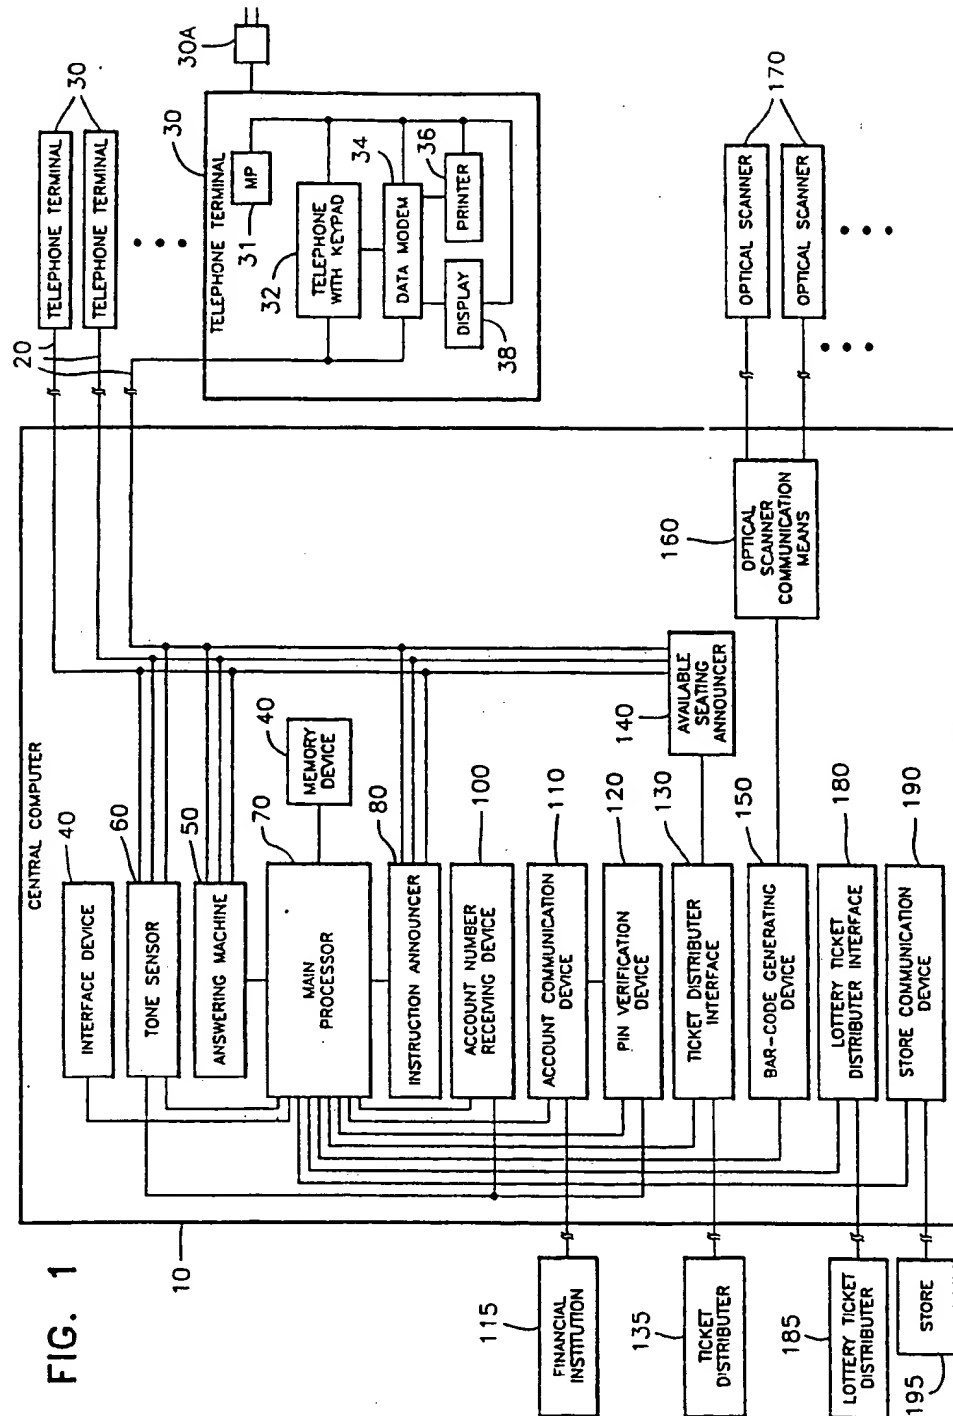 FIG. 1
10
CENTRAL COMPUTER
40
INTERFACE DEVICE
60
TONE SENSOR
50
ANSWERING MACHINE
70
MAIN
PROCESSOR
40
MEMORY
DEVICE
80
INSTRUCTION ANNOUNCER
100
ACCOUNT NUMBER
RECEIVING DEVICE
110
ACCOUNT COMMUNICATION
DEVICE
120
PIN VERIFICATION
DEVICE
130
TICKET DISTRIBUTER
INTERFACE
140
AVAILABLE
SEATING
ANNOUNCER
150
BAR-CODE GENERATING
DEVICE
160
OPTICAL
SCANNER
COMMUNICATION
MEANS
180
LOTTERY TICKET
DISTRIBUTER INTERFACE
190
STORE COMMUNICATION
DEVICE
115
FINANCIAL
INSTITUTION
135
TICKET
DISTRIBUTER
185
LOTTERY TICKET
DISTRIBUTER
195
STORE
20
TELEPHONE TERMINAL
TELEPHONE TERMINAL
30
30
30A
TELEPHONE TERMINAL
MP
31
32
TELEPHONE
WITH KEYPAD
34
DATA MODEM
36
PRINTER
DISPLAY
38
OPTICAL SCANNER
OPTICAL SCANNER
170